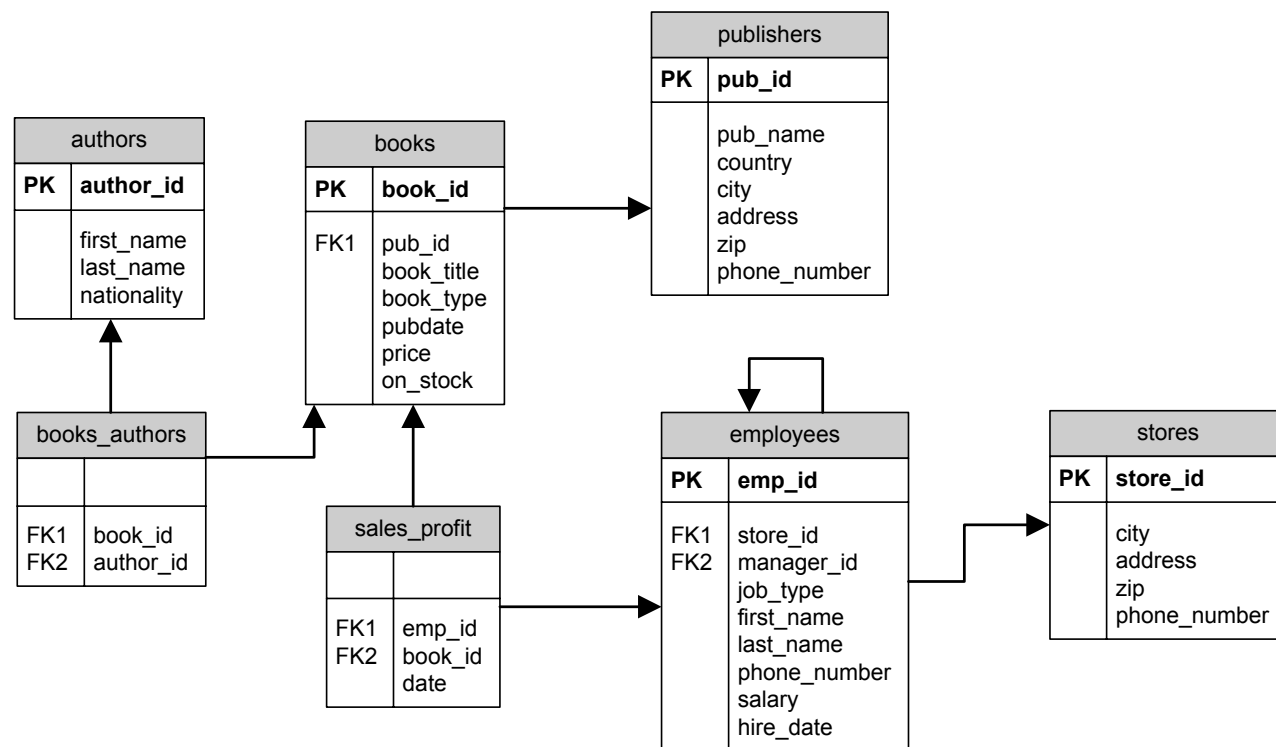 publishers
PK pub_id
pub_name
country
city
address
zip
phone_number
authors
PK author_id
first_name
last_name
nationality
books
PK book_id
FK1 pub_id
book_title
book_type
pubdate
price
on_stock
books_authors
FK1 book_id
FK2 author_id
sales_profit
FK1 emp_id
FK2 book_id
date
employees
PK emp_id
FK1 store_id
FK2 manager_id
job_type
first_name
last_name
phone_number
salary
hire_date
stores
PK store_id
city
address
zip
phone_number